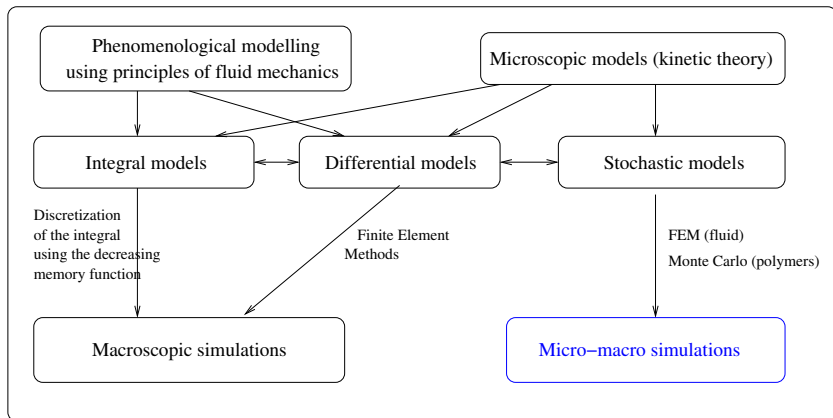 Phenomenological modelling
using principles of fluid mechanics
Microscopic models (kinetic theory)
Integral models
Differential models
Stochastic models
Discretization
of the integral
using the decreasing
memory function
Finite Element
Methods
FEM (fluid)
Monte Carlo (polymers)
Macroscopic simulations
Micro−macro simulations